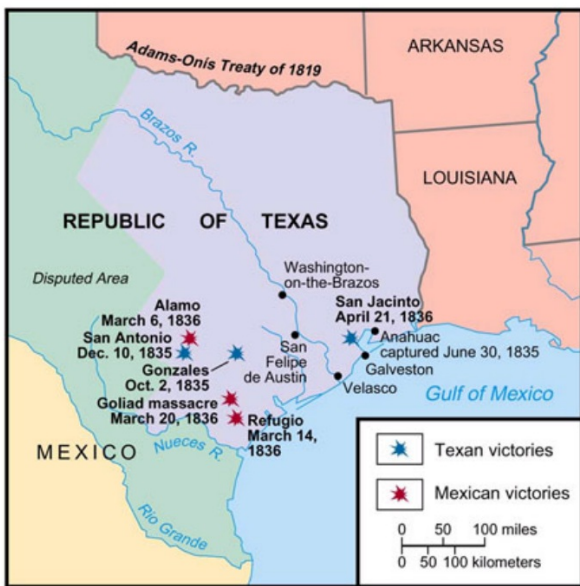 Adams-Onís Treaty of 1819
ARKANSAS
Brazos R.
LOUISIANA
REPUBLIC OF TEXAS
Disputed Area
Washington-
on-the-Brazos
Alamo
March 6, 1836
San Jacinto
April 21, 1836
San Antonio
Dec. 10, 1835
San
Felipe
de Austin
Anahuac
captured June 30, 1835
Gonzales
Oct. 2, 1835
Galveston
Velasco
Goliad massacre
March 20, 1836
Refugio
March 14,
1836
Gulf of Mexico
MEXICO
Nueces R.
Rio Grande
Texan victories
Mexican victories
0 50 100 miles
0 50 100 kilometers